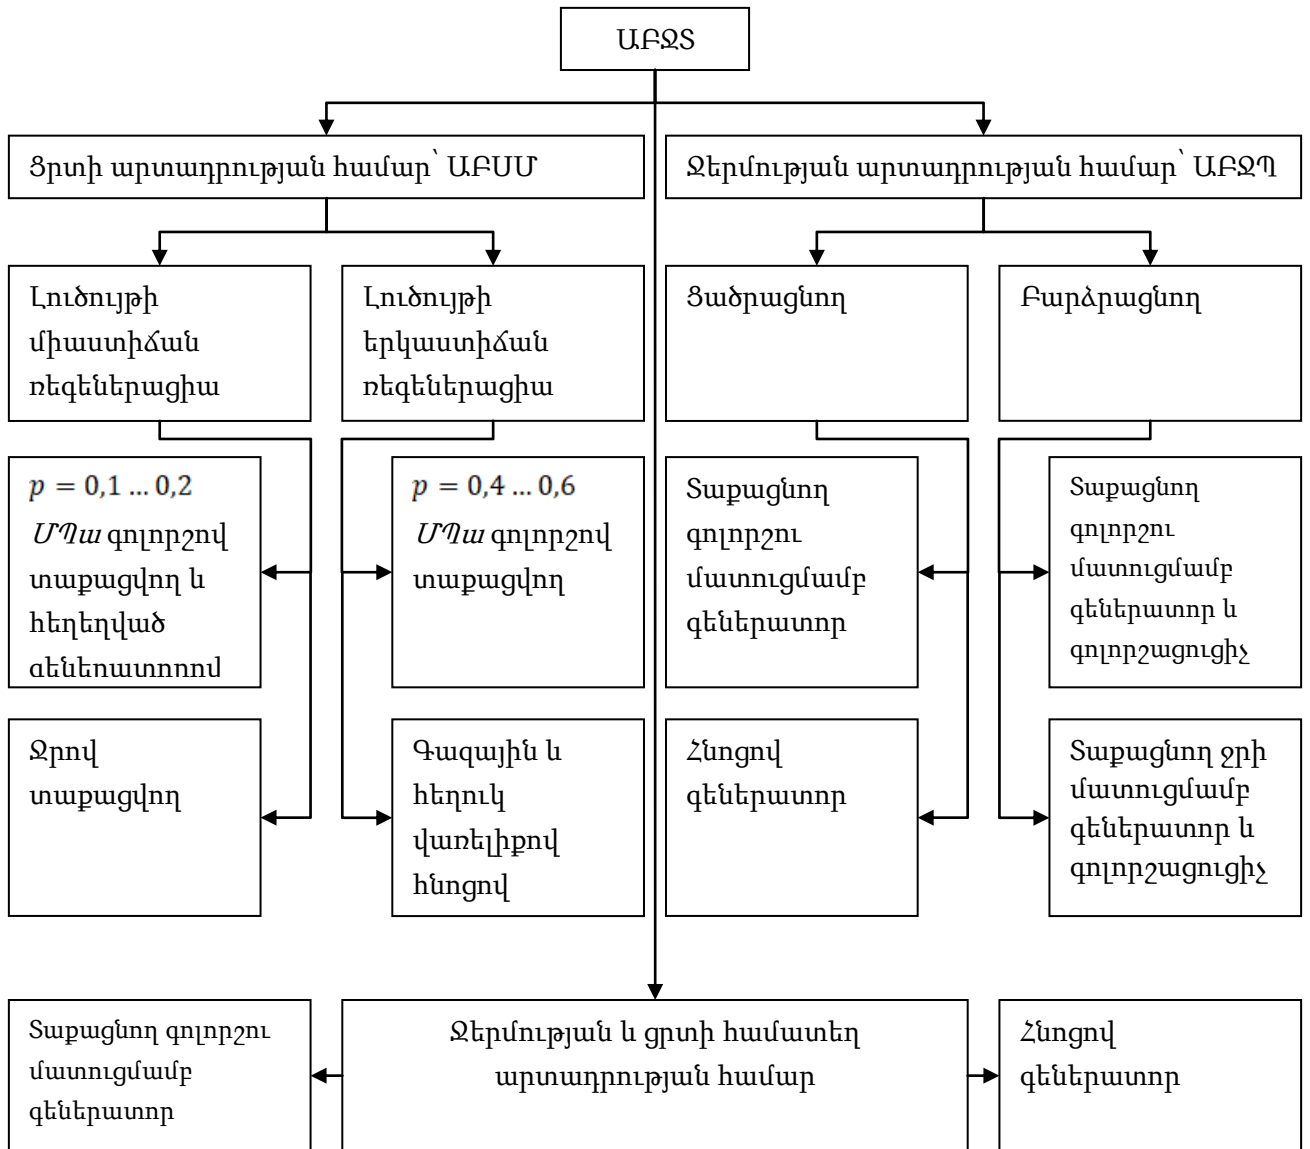 ԱԲՋՏ
Ցրտի արտադրության համար՝ ԱԲՍՄ
Ջերմության արտադրության համար՝ ԱԲՋՊ
Լուծույթի
միաստիճան
ռեգեներացիա
Լուծույթի
երկաստիճան
ռեգեներացիա
Ցածրացնող
Բարձրացնող
p = 0,1 … 0,2
ՄՊա գոլորշով
տաքացվող և
հեղեղված
գեներատորով
p = 0,4 … 0,6
ՄՊա գոլորշով
տաքացվող
Տաքացնող
գոլորշու
մատուցմամբ
գեներատոր
Տաքացնող
գոլորշու
մատուցմամբ
գեներատոր և
գոլորշացուցիչ
Ջրով
տաքացվող
Գազային և
հեղուկ
վառելիքով
հնոցով
Հնոցով
գեներատոր
Տաքացնող ջրի
մատուցմամբ
գեներատոր և
գոլորշացուցիչ
Տաքացնող գոլորշու
մատուցմամբ
գեներատոր
Ջերմության և ցրտի համատեղ
արտադրության համար
Հնոցով
գեներատոր